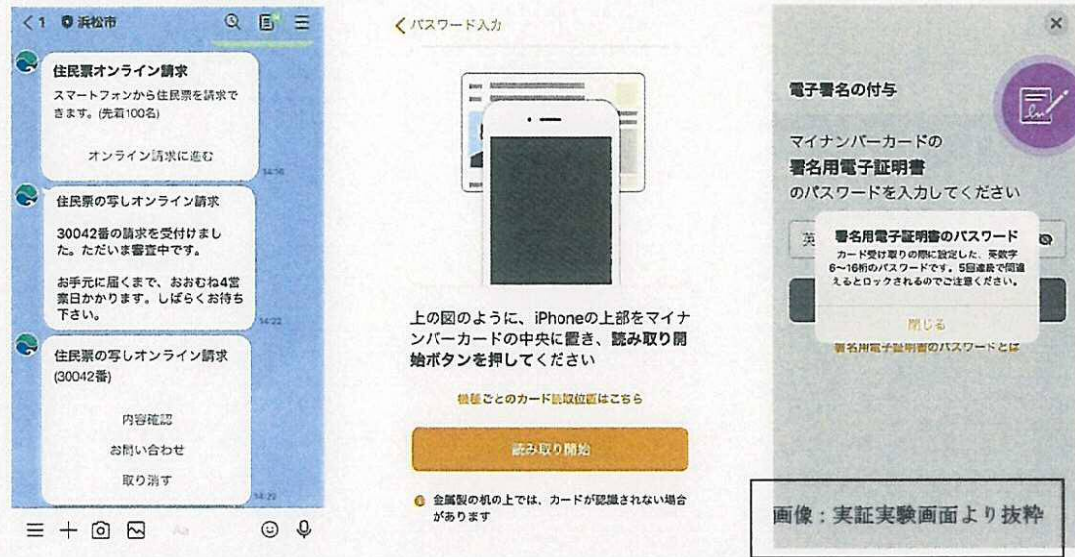 1 浜松市
住民票オンライン請求
スマートフォンから住民票を請求で
きます。(先着100名)
オンライン請求に進む
14:16
住民票の写しオンライン請求
30042番の請求を受付けまし
た。ただいま審査中です。
お手元に届くまで、おおむね4営
業日かかります。しばらくお待ち
下さい。
14:22
住民票の写しオンライン請求
(30042番)
内容確認
お問い合わせ
取り消す
14:22
Aa
パスワード入力
上の図のように、iPhoneの上部をマイナ
ンバーカードの中央に置き、読み取り開
始ボタンを押してください
機種ごとのカード読取位置はこちら
読み取り開始
金属製の机の上では、カードが認識されない場合
があります
電子署名の付与
マイナンバーカードの
署名用電子証明書
のパスワードを入力してください
英
署名用電子証明書のパスワード
カード受け取りの際に設定した、英数字
6〜16桁のパスワードです。5回連続で間違
えるとロックされるのでご注意ください。
閉じる
署名用電子証明書のパスワードとは
画像：実証実験画面より抜粋